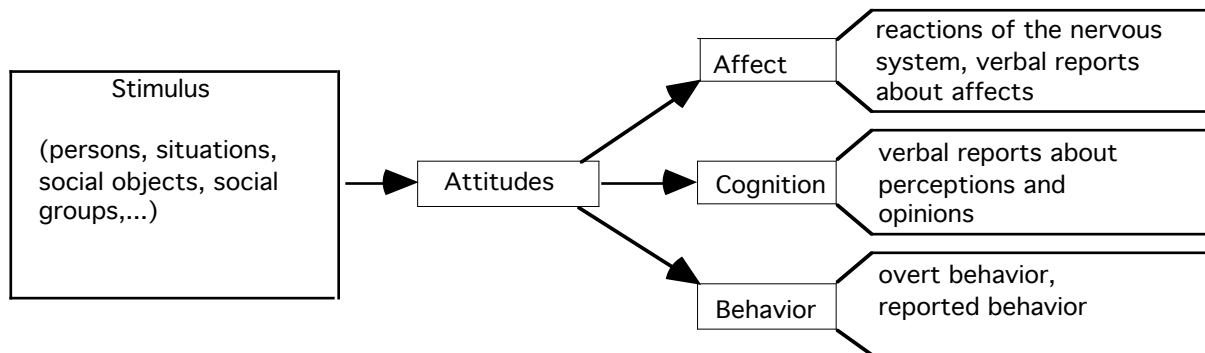 Stimulus
(persons, situations,
social objects, social
groups,...)
Attitudes
Affect
reactions of the nervous
system, verbal reports
about affects
Cognition
verbal reports about
perceptions and
opinions
Behavior
overt behavior,
reported behavior